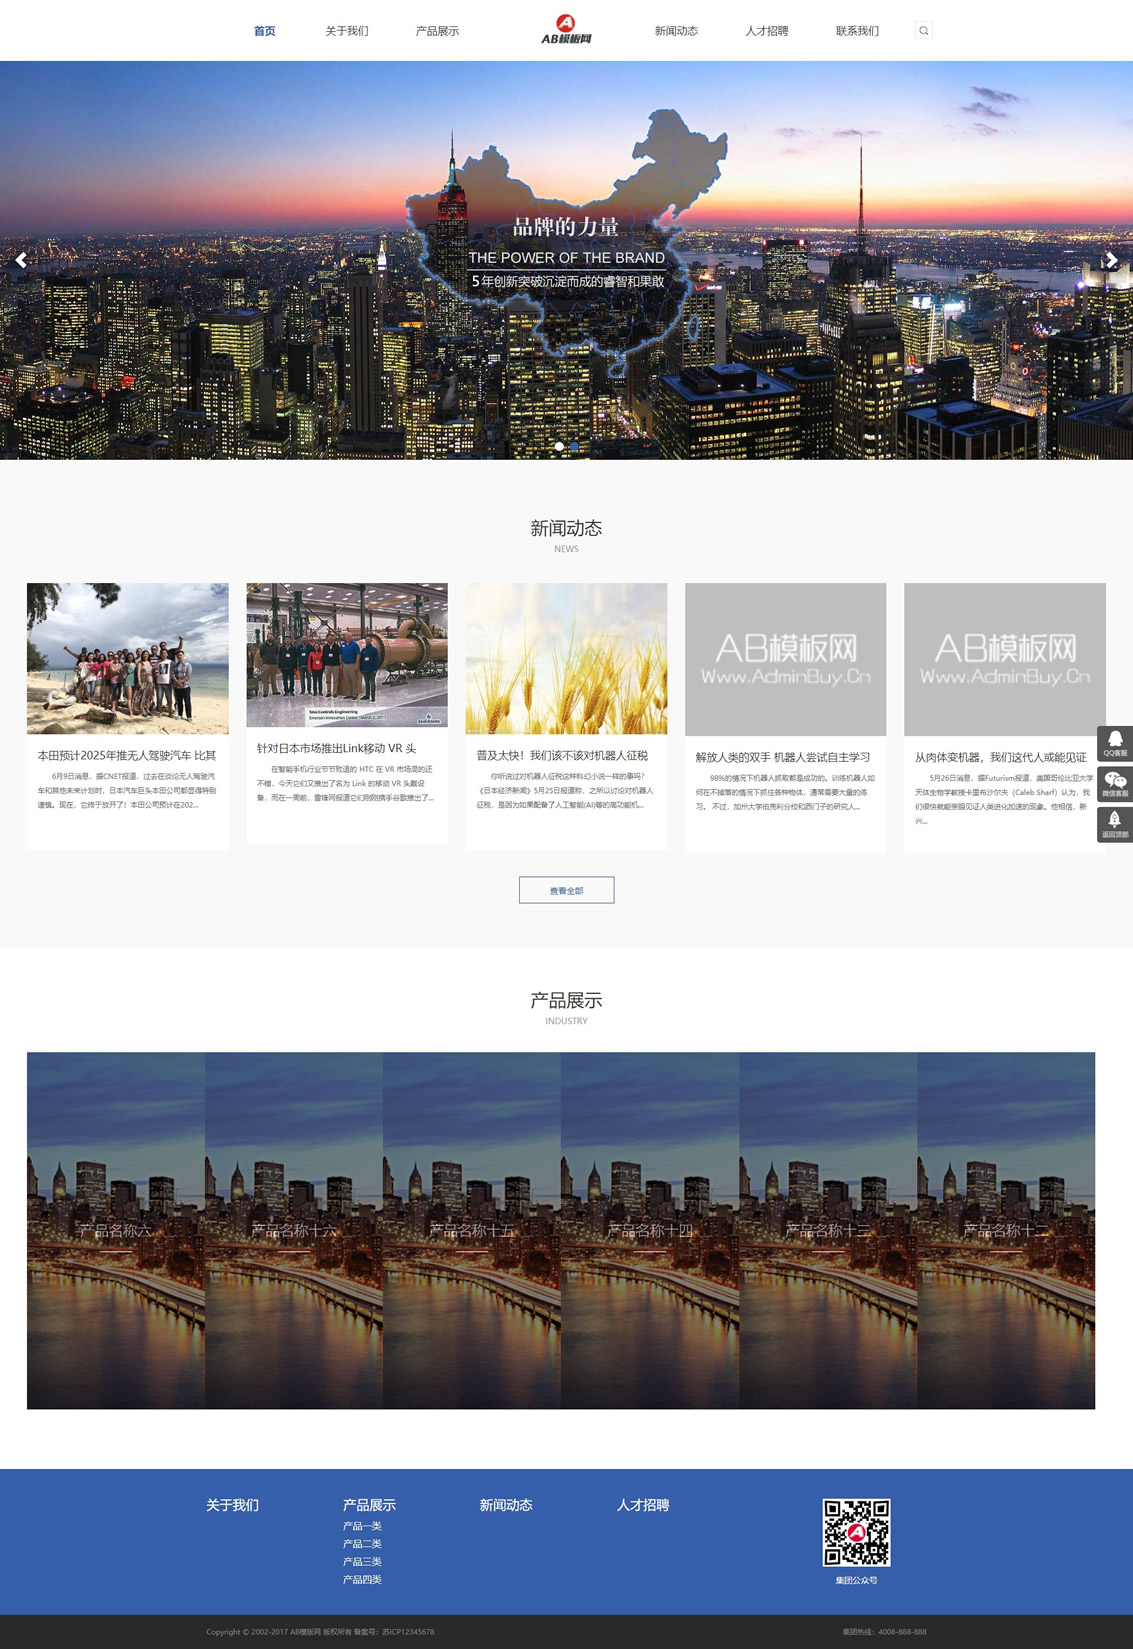 首页 关于我们 产品展示 AB模板网 新闻动态 人才招聘 联系我们
品牌的力量
THE POWER OF THE BRAND
5年创新突破沉淀而成的睿智和果敢
新闻动态
NEWS
Emerson Innovation Center - March 2, 2017
EMERSON
AB模板网
Www.AdminBuy.Cn
AB模板网
Www.AdminBuy.Cn
本田预计2025年推无人驾驶汽车 比其
6月9日消息，据CNET报道，过去在谈论无人驾驶汽
车和其他未来计划时，日本汽车巨头本田公司都显得特别
谨慎。现在，它终于放开了！本田公司预计在202...
针对日本市场推出Link移动 VR 头
在智能手机行业节节败退的 HTC 在 VR 市场混的还
不错，今天它们又推出了名为 Link 的移动 VR 头戴设
备，而在一周前，雷锋网报道它们刚刚携手谷歌推出了...
普及太快！我们该不该对机器人征税
你听说过对机器人征税这种科幻小说一样的事吗？
《日本经济新闻》5月25日报道称，之所以讨论对机器人
征税，是因为如果配备了人工智能(AI)等的高功能机...
解放人类的双手 机器人尝试自主学习
98%的情况下机器人抓取都是成功的。训练机器人如
何在不掉落的情况下抓住各种物体，通常需要大量的练
习。不过，加州大学伯克利分校和西门子的研究人...
从肉体变机器，我们这代人或能见证
5月26日消息，据Futurism报道，美国哥伦比亚大学
天体生物学教授卡里布沙尔夫（Caleb Sharf）认为，我
们很快就能亲眼见证人类进化加速的现象。他相信，新
兴...
QQ客服
微信客服
返回顶部
查看全部
产品展示
INDUSTRY
产品名称六
产品名称十六
产品名称十五
产品名称十四
产品名称十三
产品名称十二
关于我们
产品展示
产品一类
产品二类
产品三类
产品四类
新闻动态
人才招聘
集团公众号
Copyright © 2002-2017 AB模板网 版权所有 备案号：苏ICP12345678
集团热线：4008-888-888